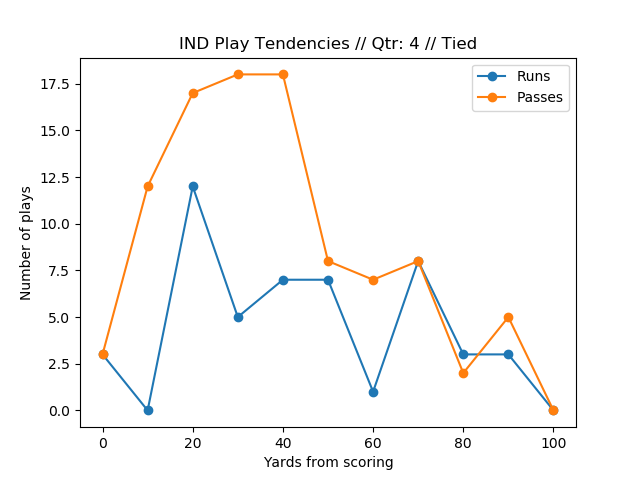 IND Play Tendencies // Qtr: 4 // Tied
Runs
Passes
17.5
15.0
12.5
10.0
7.5
5.0
2.5
0.0
Number of plays
0 20 40 60 80 100
Yards from scoring